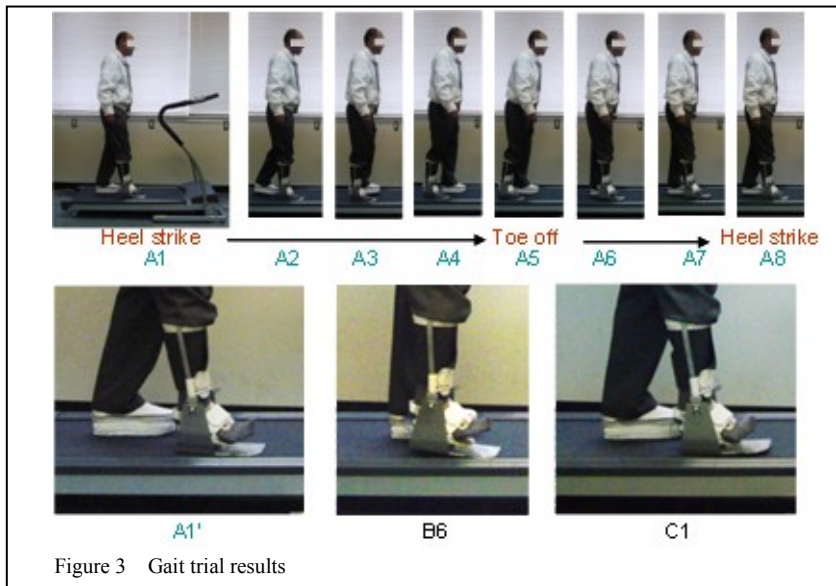 Heel strike Toe off Heel strike
A1 A2 A3 A4 A5 A6 A7 A8
A1' B6 C1
Figure 3 Gait trial results